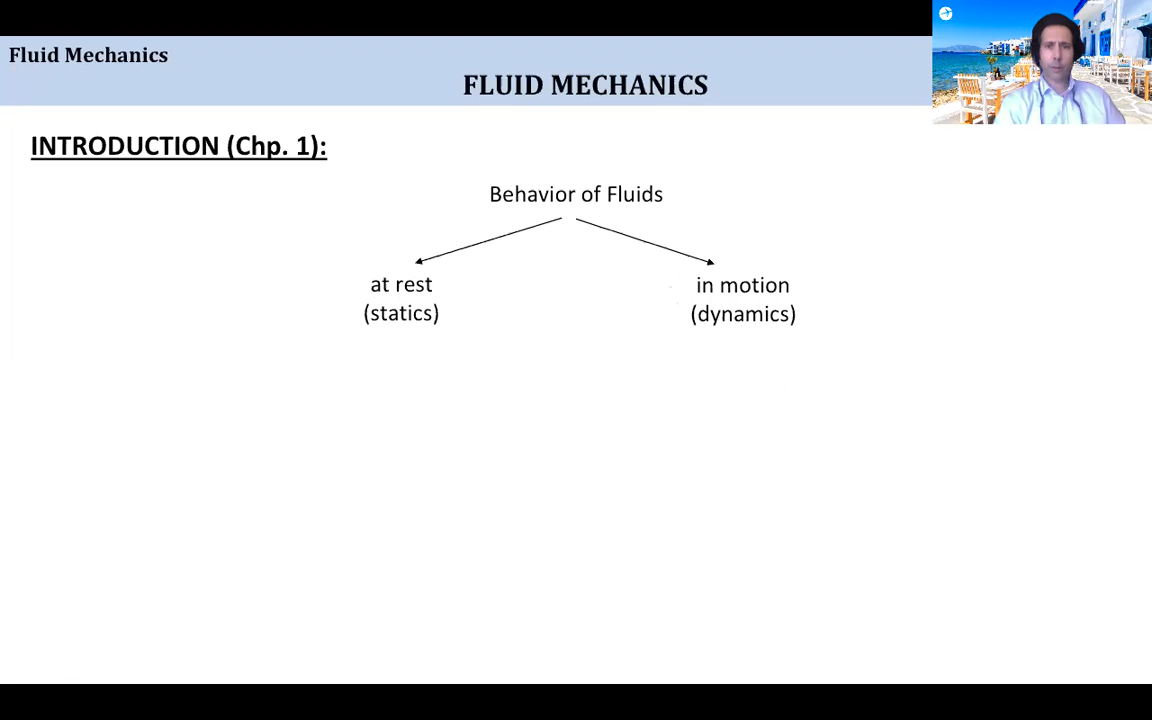 Fluid Mechanics
FLUID MECHANICS
INTRODUCTION (Chp. 1):
Behavior of Fluids
at rest
(statics)
in motion
(dynamics)